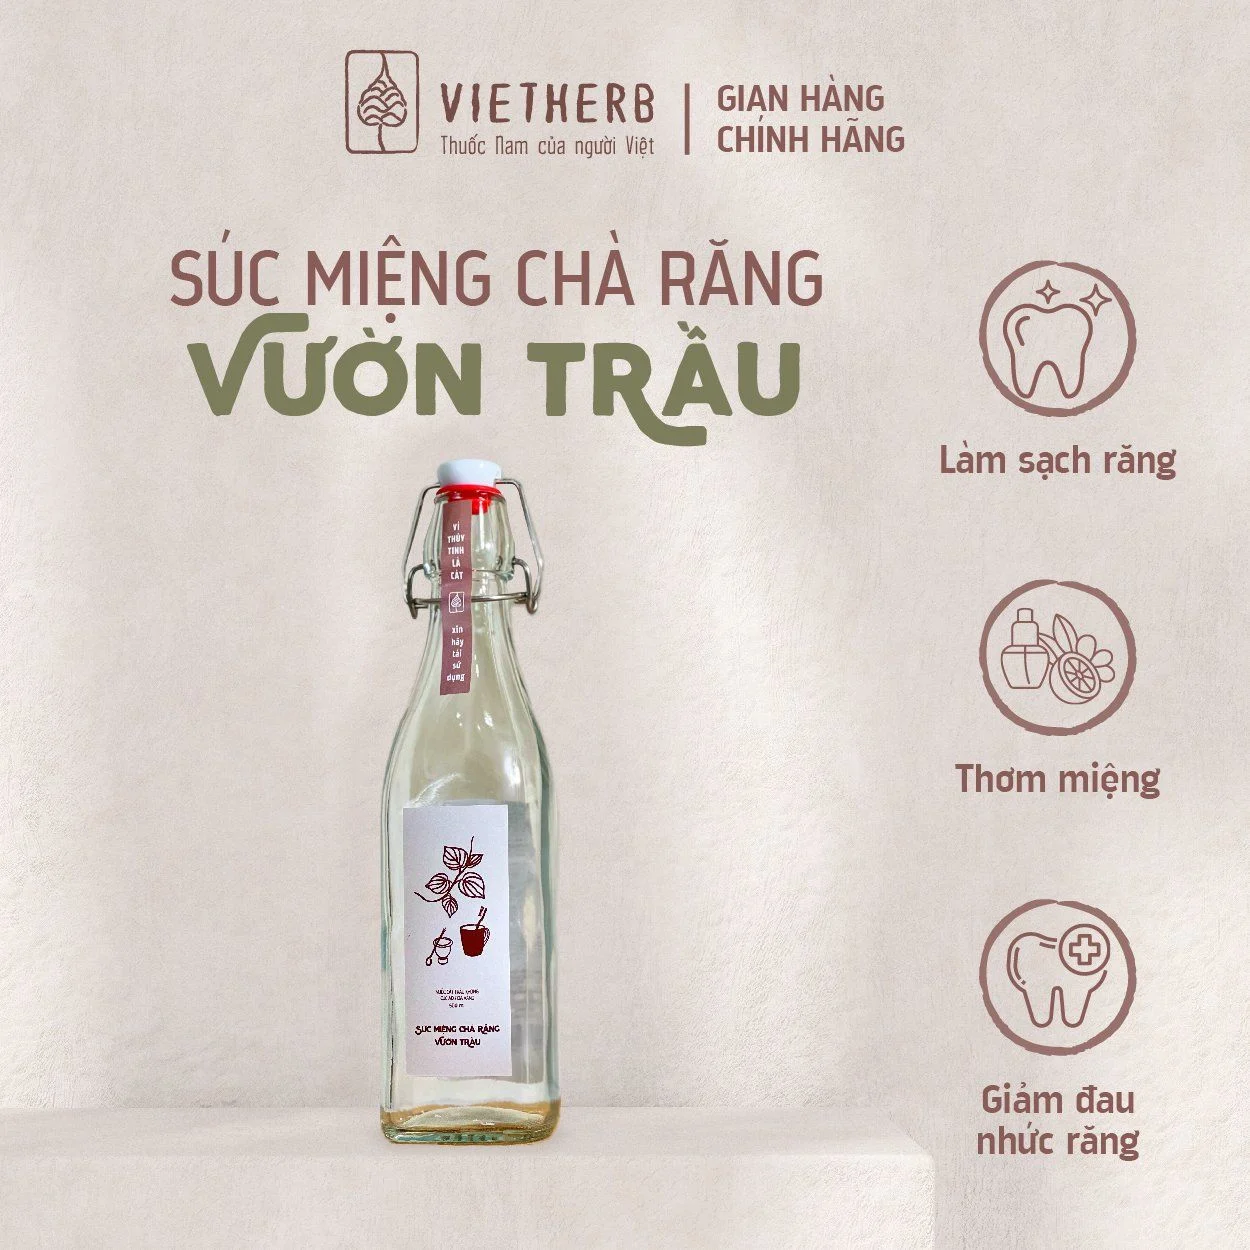 VIETHERB
Thuốc Nam của người Việt
GIAN HÀNG
CHÍNH HÃNG
SÚC MIỆNG CHÀ RĂNG
VƯỜN TRẦU
Làm sạch răng
Thơm miệng
Giảm đau
nhức răng
VÌ
THỦY
TINH
LÀ
CÁT
xin
hãy
tái
sử
dụng
500 ml
SÚC MIỆNG CHÀ RĂNG
VƯỜN TRẦU